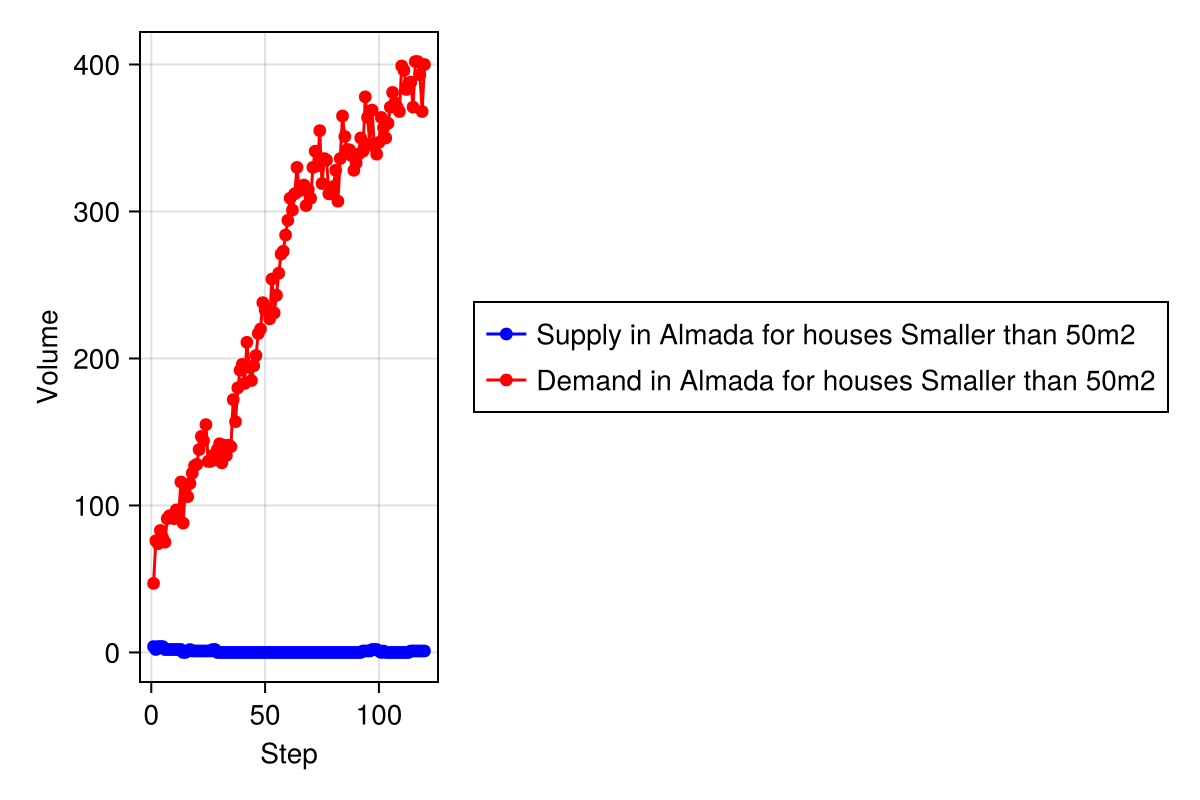 400
300
200
100
0
Volume
0 50 100
Step
Supply in Almada for houses Smaller than 50m2
Demand in Almada for houses Smaller than 50m2